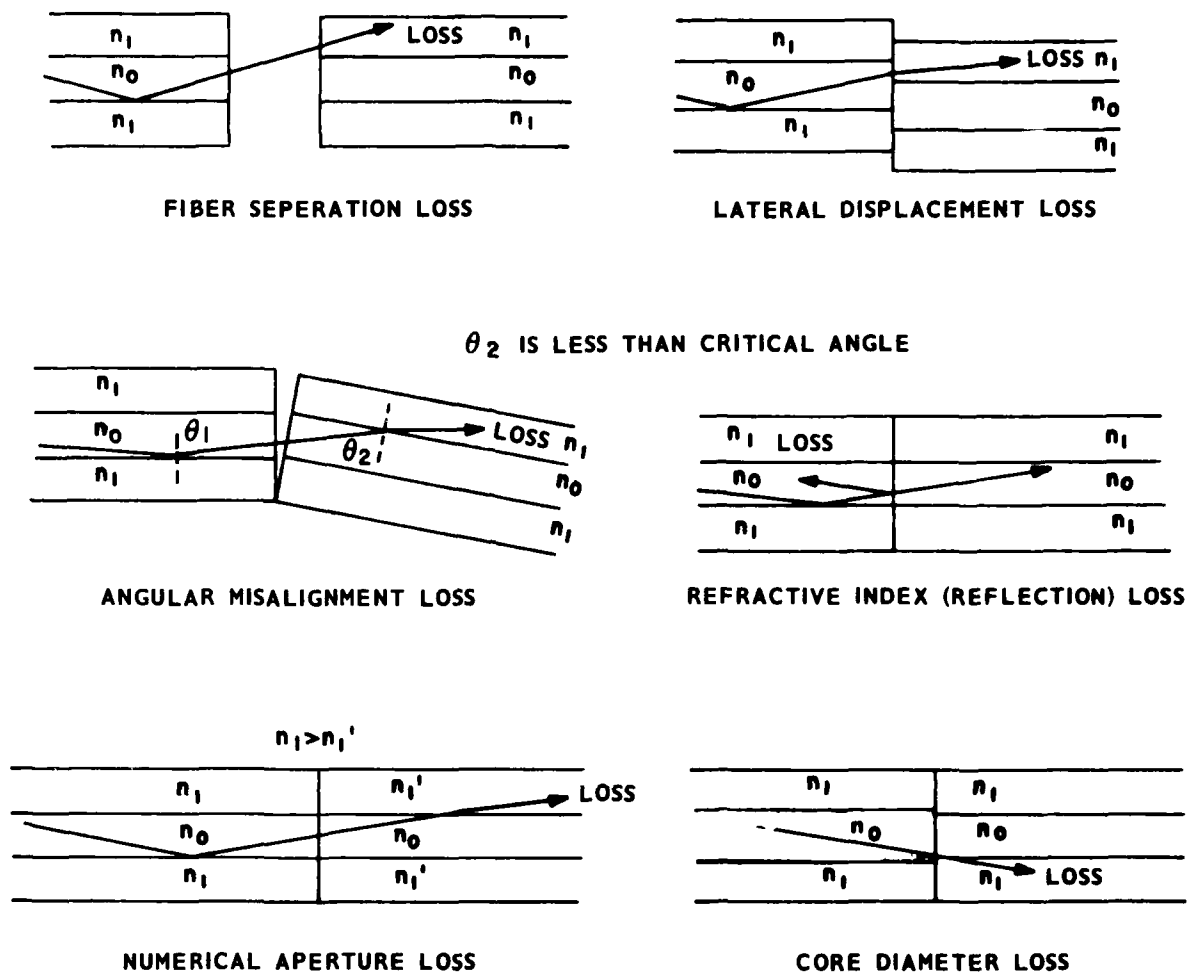 n₁
n₀
n₁
LOSS n₁
n₀
n₁
FIBER SEPERATION LOSS
n₁
n₀
n₁
LOSS n₁
n₀
n₁
LATERAL DISPLACEMENT LOSS
θ₂ IS LESS THAN CRITICAL ANGLE
n₁
n₀ θ₁
n₁
θ₂
LOSS n₁
n₀
n₁
ANGULAR MISALIGNMENT LOSS
n₁ LOSS n₁
n₀ n₀
n₁ n₁
REFRACTIVE INDEX (REFLECTION) LOSS
n₁>n₁'
n₁ n₁' LOSS
n₀ n₀
n₁ n₁'
NUMERICAL APERTURE LOSS
n₁ n₁
n₀ n₀
n₁ n₁ LOSS
CORE DIAMETER LOSS